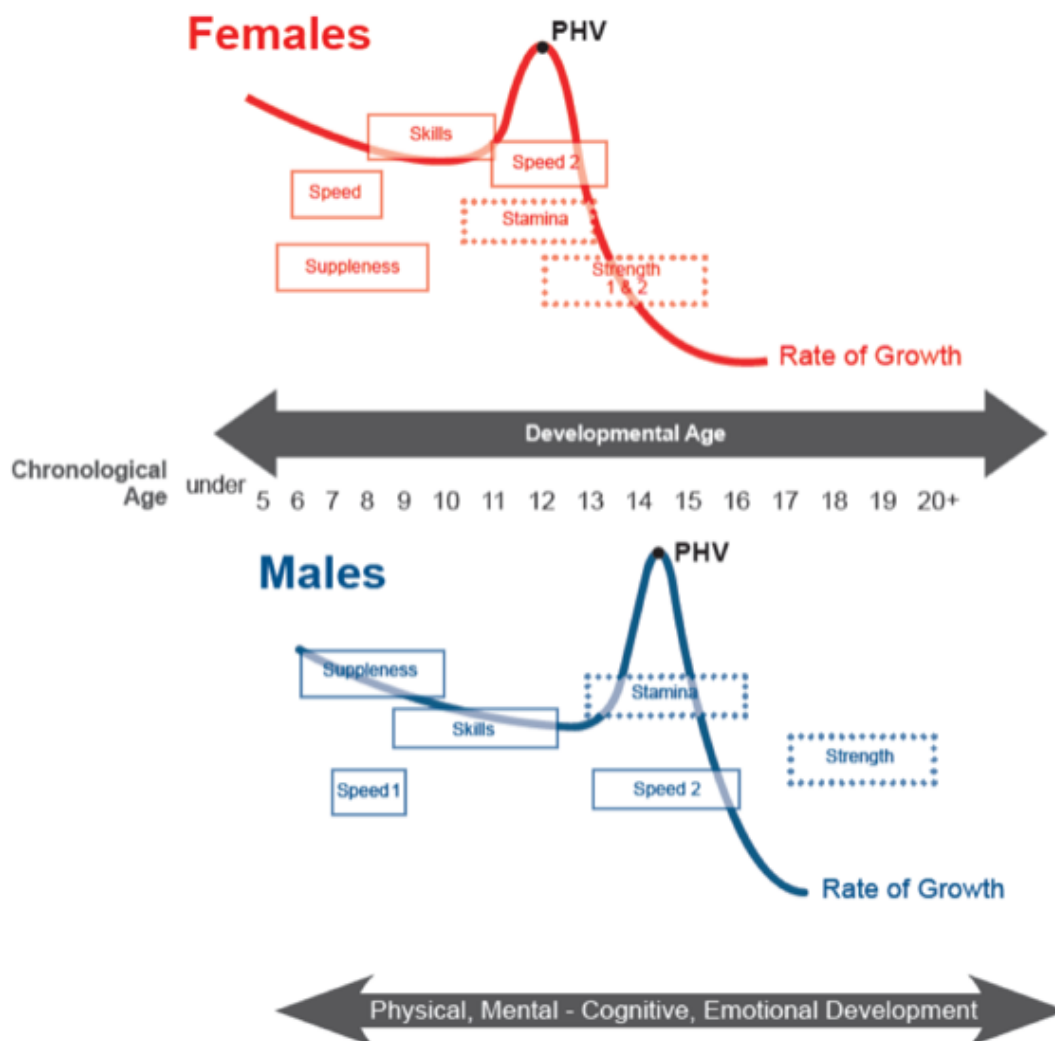 Females
PHV
Skills
Speed 2
Speed
Stamina
Suppleness
Strength
1 & 2
Rate of Growth
Developmental Age
Chronological
Age
under
5 6 7 8 9 10 11 12 13 14 15 16 17 18 19 20+
Males
PHV
Suppleness
Stamina
Skills
Strength
Speed 1
Speed 2
Rate of Growth
Physical, Mental - Cognitive, Emotional Development